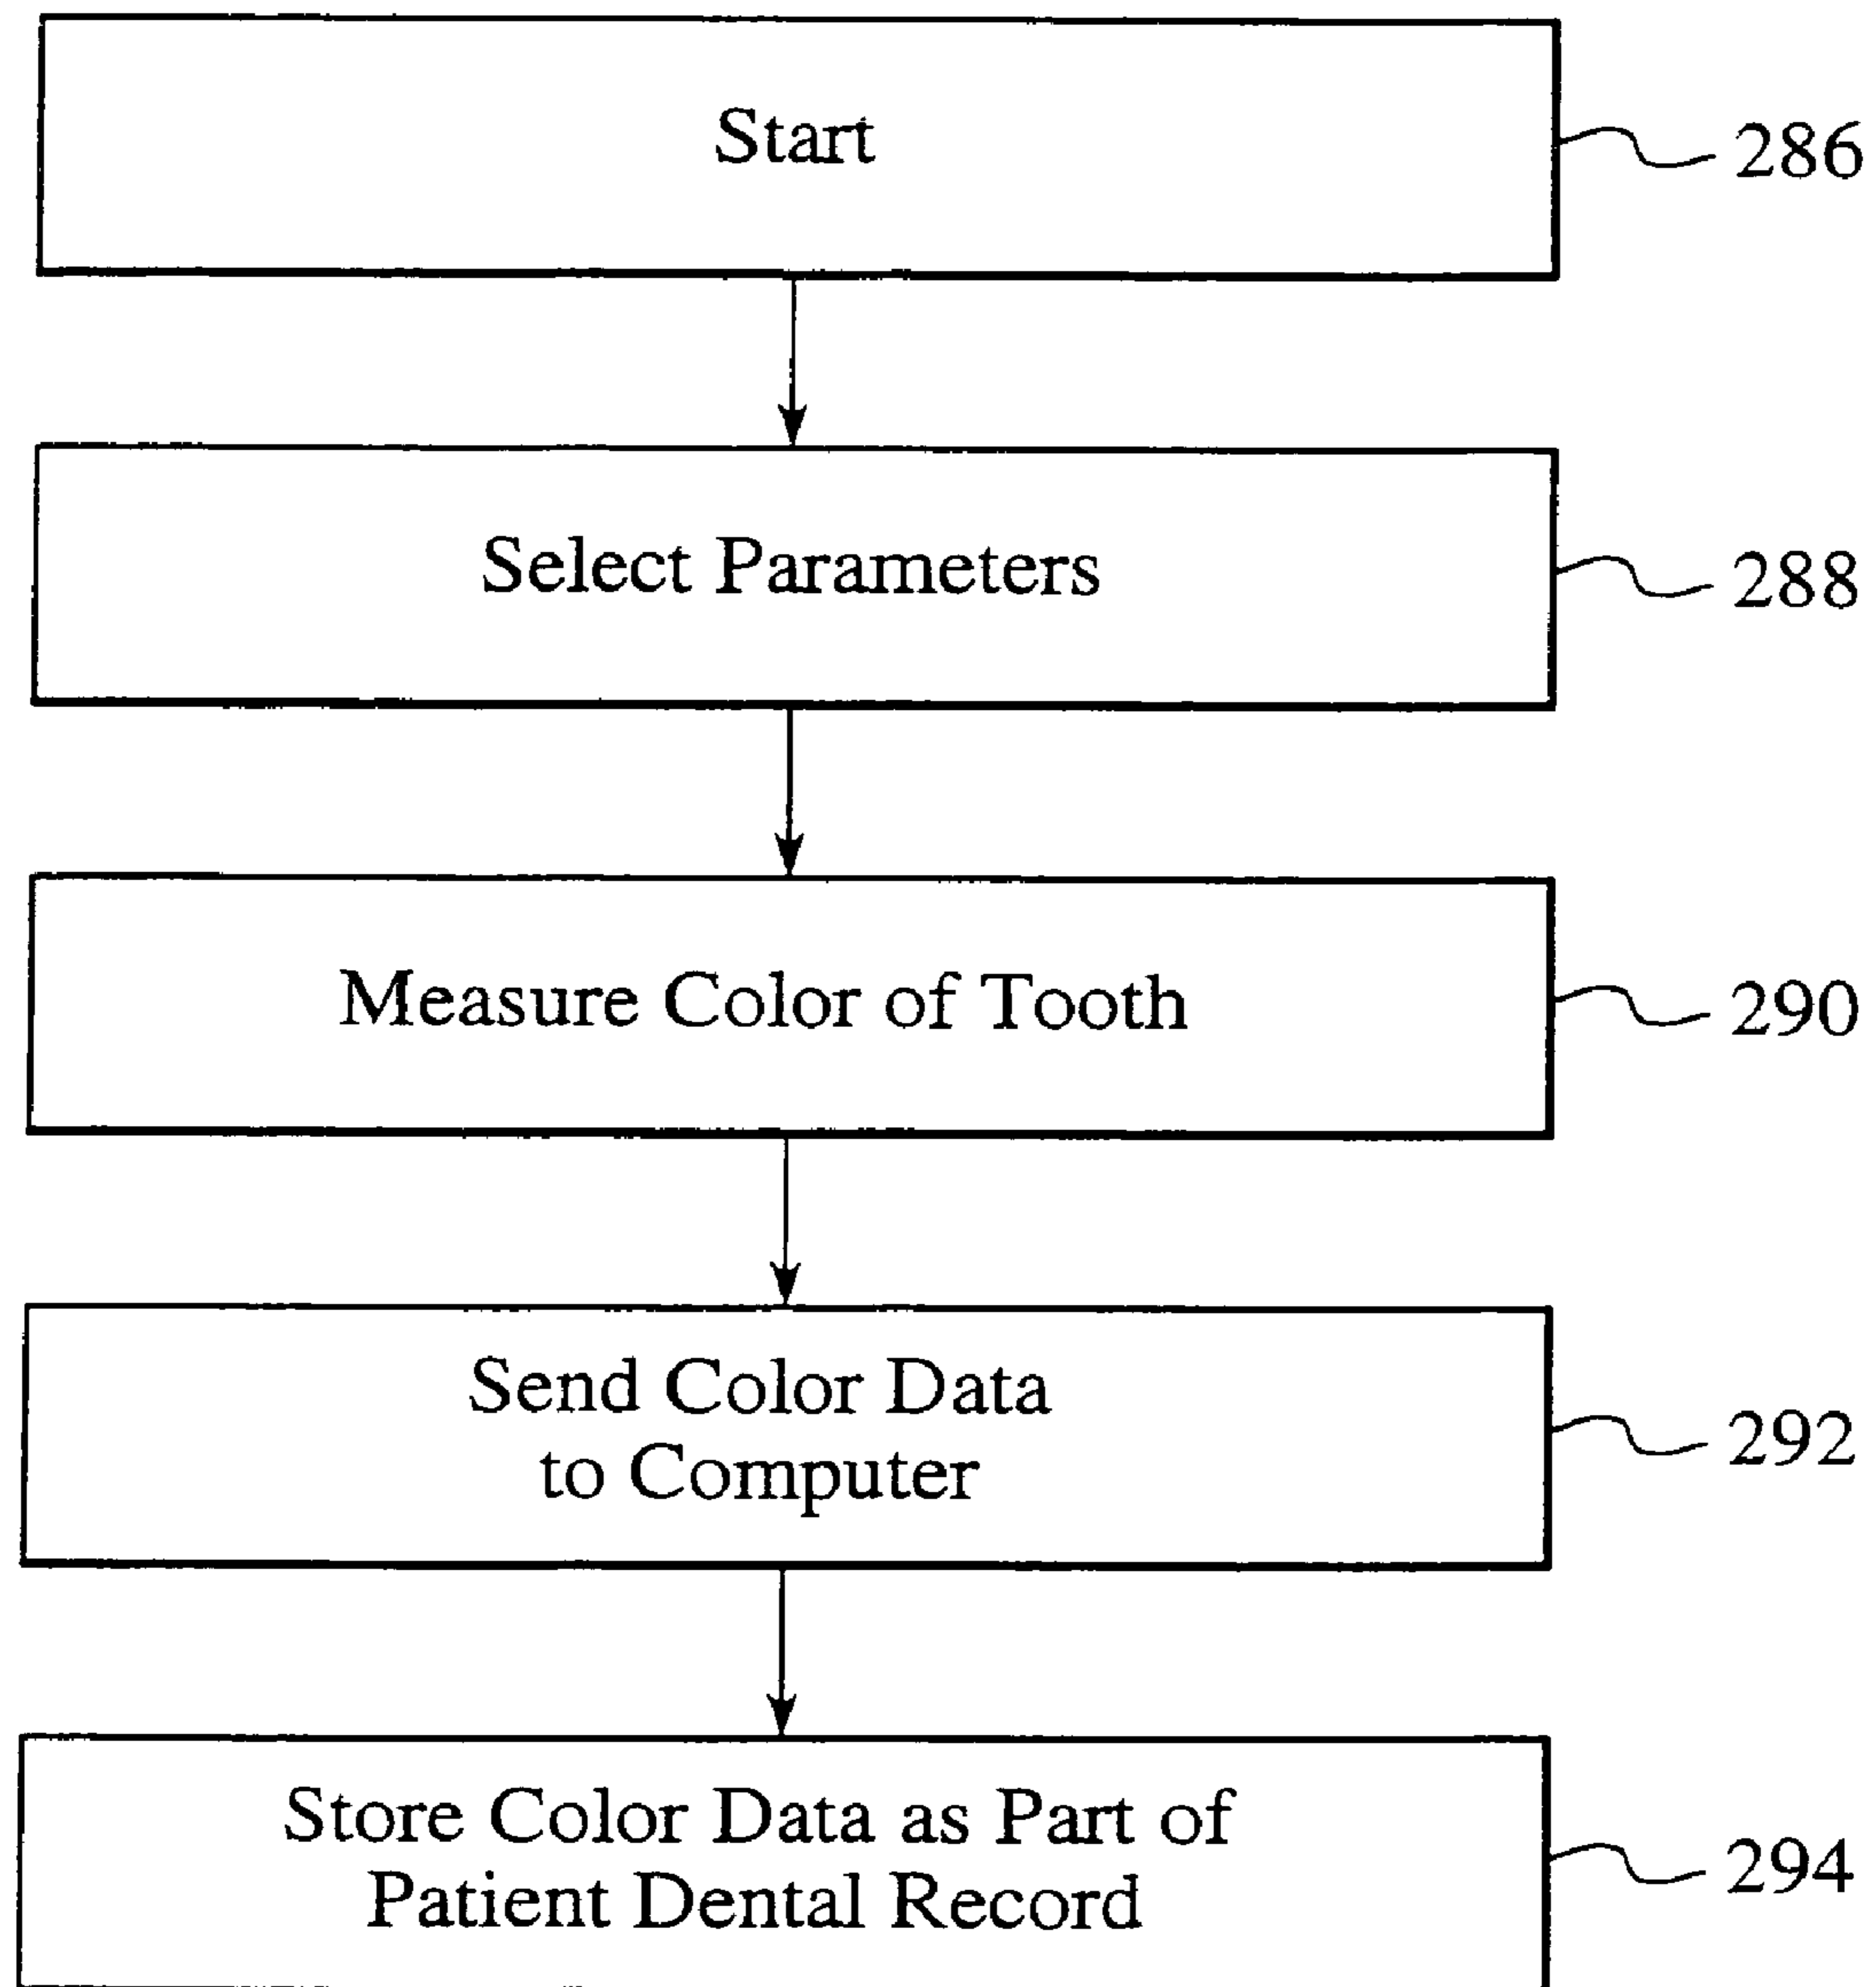 Start
286
Select Parameters
288
Measure Color of Tooth
290
Send Color Data
to Computer
292
Store Color Data as Part of
Patient Dental Record
294